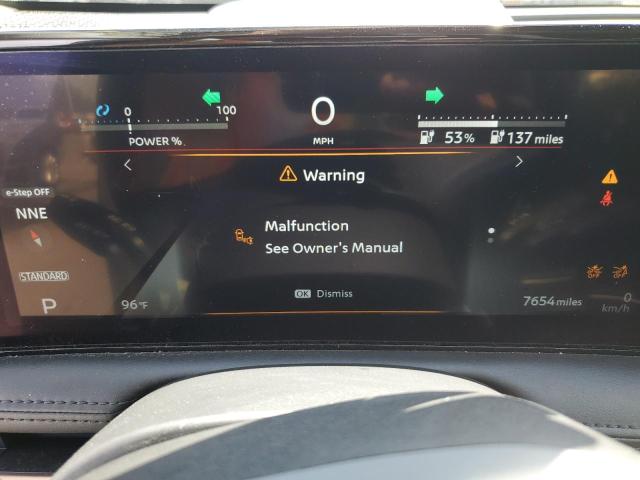 0 100
POWER %
0
MPH
53% 137 miles
Warning
e-Step OFF
NNE
Malfunction
See Owner's Manual
STANDARD
P
96°F
OK Dismiss
7654 miles
0
km/h